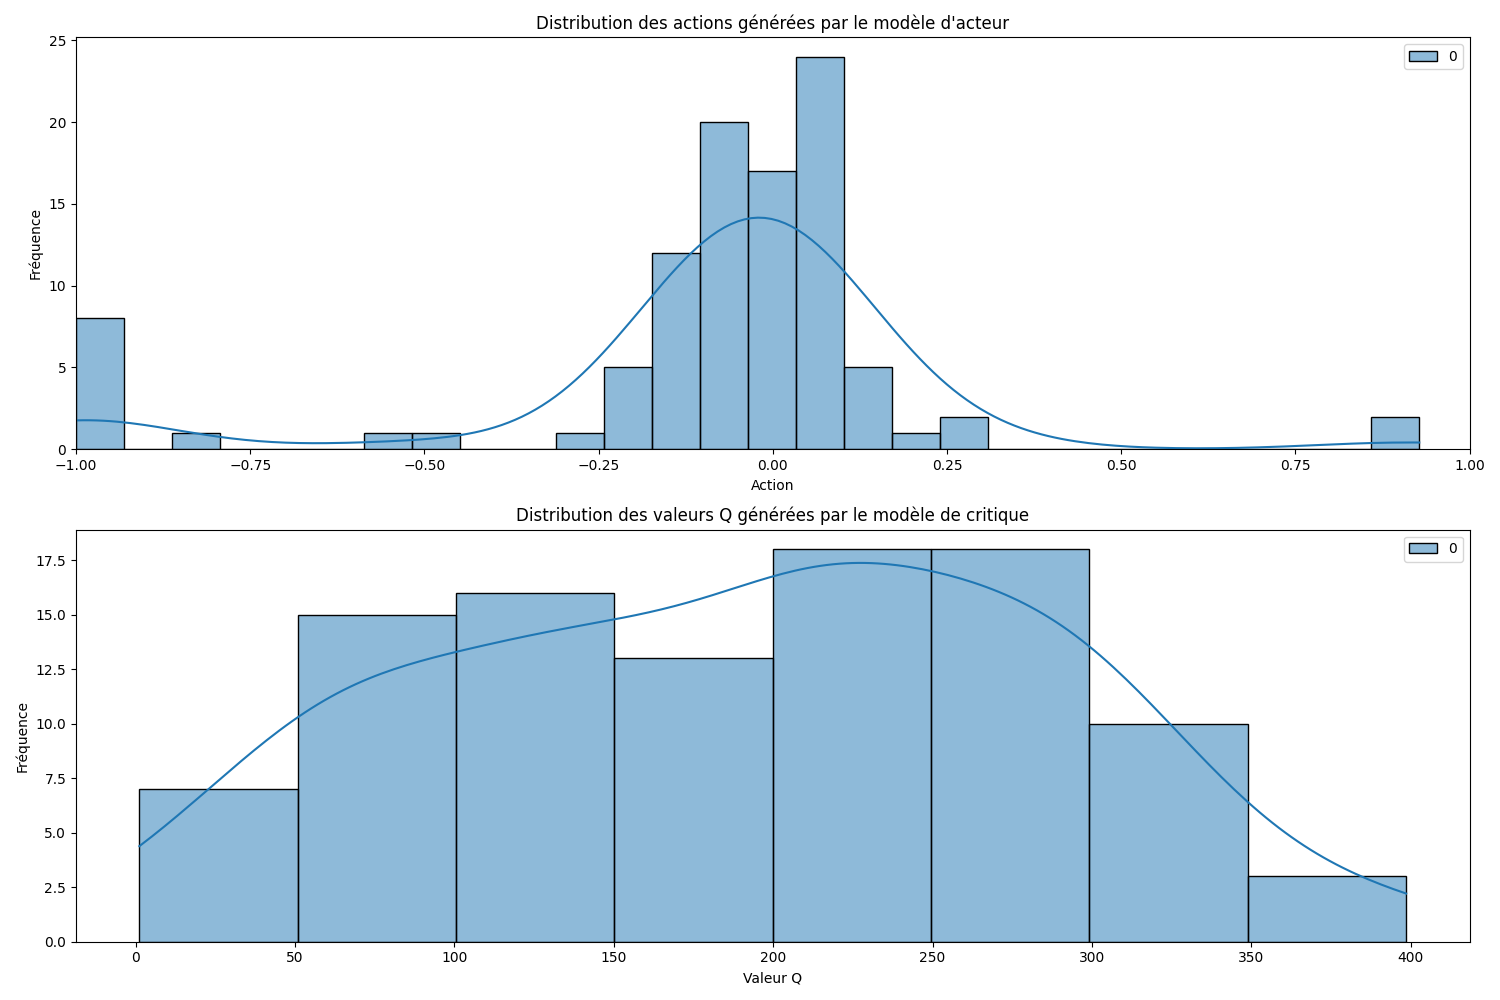 Distribution des actions générées par le modèle d'acteur
0
25
20
15
10
5
0
Fréquence
−1.00 −0.75 −0.50 −0.25 0.00 0.25 0.50 0.75 1.00
Action
Distribution des valeurs Q générées par le modèle de critique
0
17.5
15.0
12.5
10.0
7.5
5.0
2.5
0.0
Fréquence
0 50 100 150 200 250 300 350 400
Valeur Q